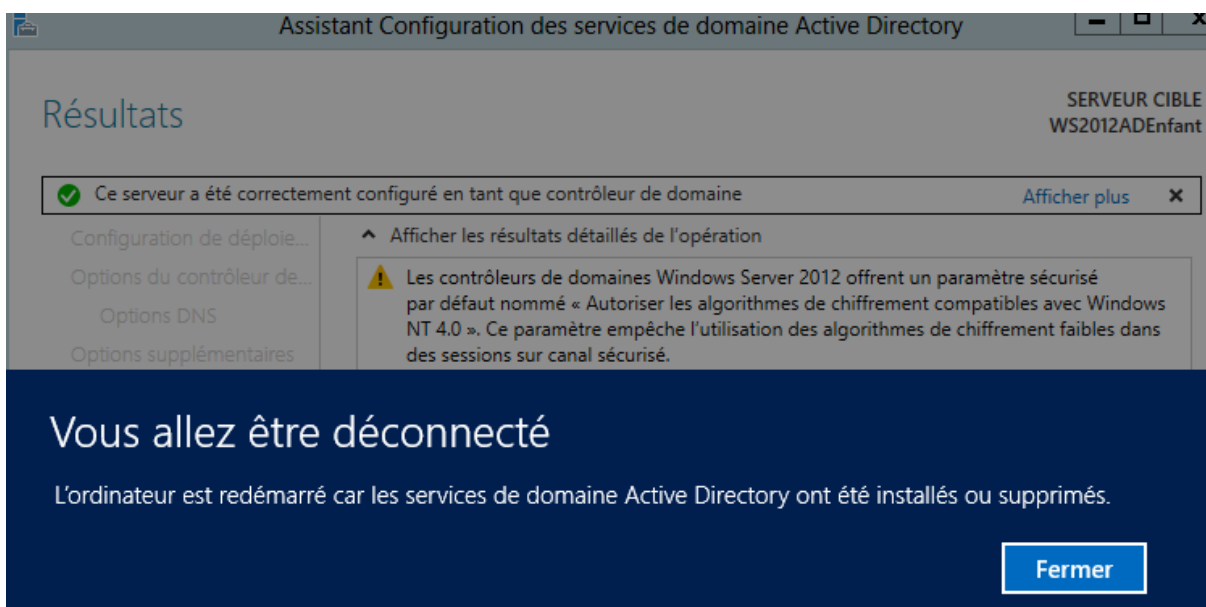 Assistant Configuration des services de domaine Active Directory
Résultats
SERVEUR CIBLE
WS2012ADEnfant
Ce serveur a été correctement configuré en tant que contrôleur de domaine
Afficher plus
Configuration de déploie...
Afficher les résultats détaillés de l'opération
Options du contrôleur de...
Options DNS
Options supplémentaires
Les contrôleurs de domaines Windows Server 2012 offrent un paramètre sécurisé
par défaut nommé « Autoriser les algorithmes de chiffrement compatibles avec Windows
NT 4.0 ». Ce paramètre empêche l'utilisation des algorithmes de chiffrement faibles dans
des sessions sur canal sécurisé.
Vous allez être déconnecté
L'ordinateur est redémarré car les services de domaine Active Directory ont été installés ou supprimés.
Fermer